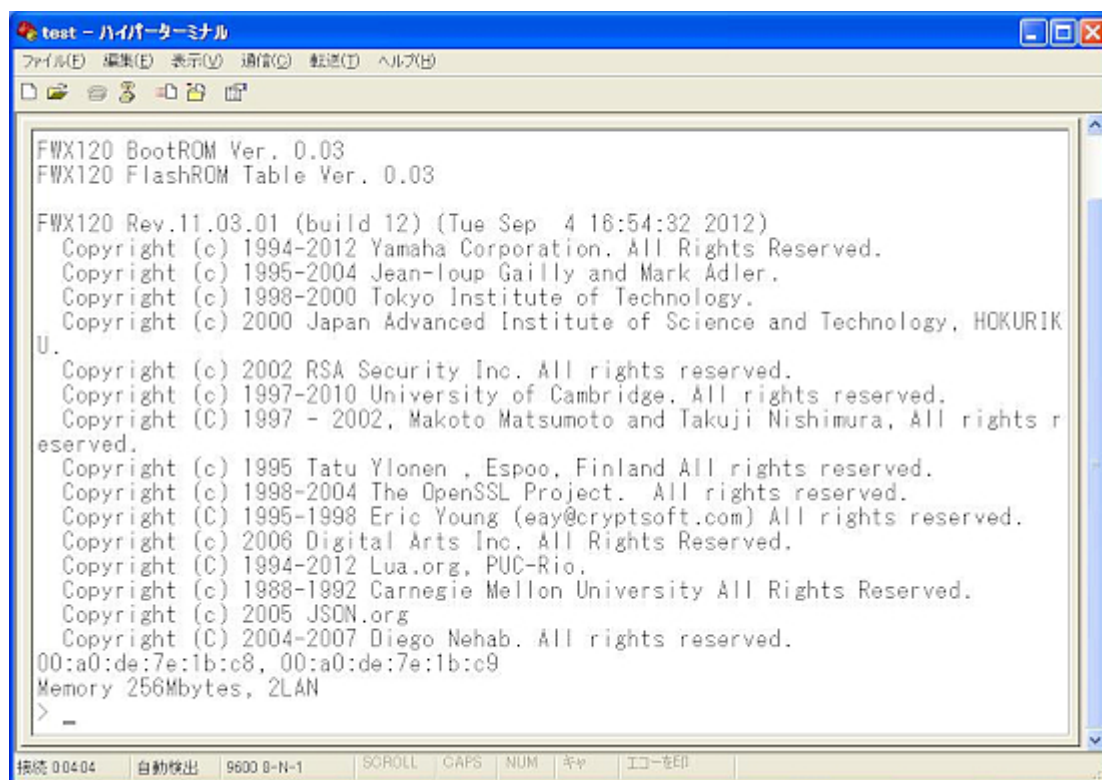 test - ハイパーターミナル
ファイル(F) 編集(E) 表示(V) 通信(C) 転送(T) ヘルプ(H)
FWX120 BootROM Ver. 0.03
FWX120 FlashROM Table Ver. 0.03
FWX120 Rev.11.03.01 (build 12) (Tue Sep  4 16:54:32 2012)
Copyright (c) 1994-2012 Yamaha Corporation. All Rights Reserved.
Copyright (c) 1995-2004 Jean-loup Gailly and Mark Adler.
Copyright (c) 1998-2000 Tokyo Institute of Technology.
Copyright (c) 2000 Japan Advanced Institute of Science and Technology, HOKURIK
U.
Copyright (c) 2002 RSA Security Inc. All rights reserved.
Copyright (c) 1997-2010 University of Cambridge. All rights reserved.
Copyright (C) 1997 - 2002, Makoto Matsumoto and Takuji Nishimura, All rights r
eserved.
Copyright (c) 1995 Tatu Ylonen , Espoo, Finland All rights reserved.
Copyright (c) 1998-2004 The OpenSSL Project.  All rights reserved.
Copyright (C) 1995-1998 Eric Young (eay@cryptsoft.com) All rights reserved.
Copyright (c) 2006 Digital Arts Inc. All Rights Reserved.
Copyright (C) 1994-2012 Lua.org, PUC-Rio.
Copyright (c) 1988-1992 Carnegie Mellon University All Rights Reserved.
Copyright (c) 2005 JSON.org
Copyright (C) 2004-2007 Diego Nehab. All rights reserved.
00:a0:de:7e:1b:c8, 00:a0:de:7e:1b:c9
Memory 256Mbytes, 2LAN
> _
接続 0:04:04 自動検出 9600 8-N-1 SCROLL CAPS NUM キャ エコーを印